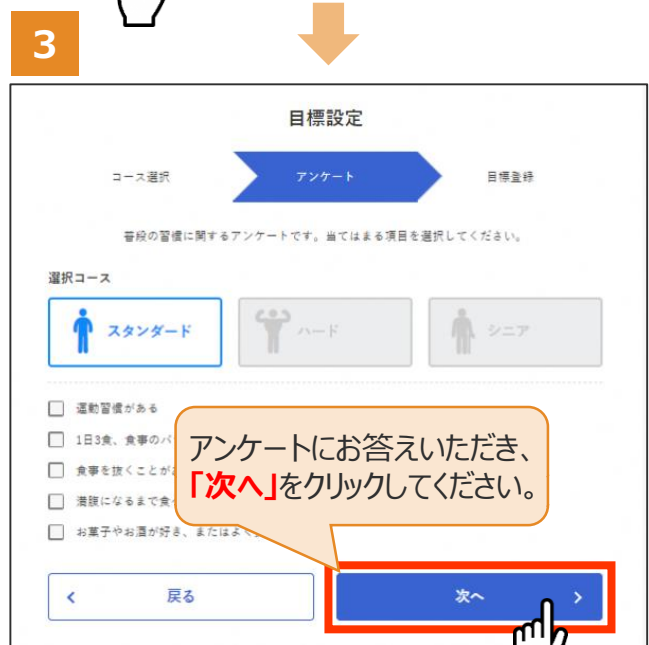 3
目標設定
コース選択
アンケート
目標登録
普段の習慣に関するアンケートです。当てはまる項目を選択してください。
選択コース
スタンダード
ハード
シニア
運動習慣がある
1日3食、食事のバ
食事を抜くことが
満腹になるまで食
お菓子やお酒が好き、またはよ
アンケートにお答えいただき、
「次へ」をクリックしてください。
< 戻る
次へ >